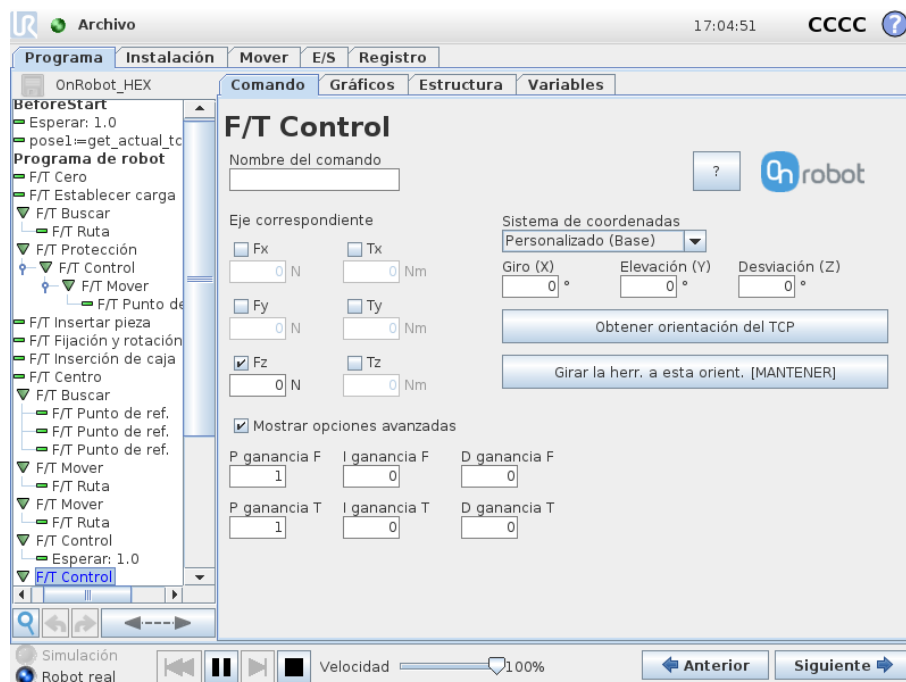 UR Archivo 17:04:51 CCCC ?
Programa Instalación Mover E/S Registro
OnRobot_HEX
Comando Gráficos Estructura Variables
BeforeStart
Esperar: 1.0
pose1:=get_actual_tc
Programa de robot
F/T Cero
F/T Establecer carga
F/T Buscar
F/T Ruta
F/T Protección
F/T Control
F/T Mover
F/T Punto de
F/T Insertar pieza
F/T Fijación y rotación
F/T Inserción de caja
F/T Centro
F/T Buscar
F/T Punto de ref.
F/T Punto de ref.
F/T Punto de ref.
F/T Mover
F/T Ruta
F/T Mover
F/T Ruta
F/T Control
Esperar: 1.0
F/T Control
F/T Control
Nombre del comando
?
On robot
Eje correspondiente
Fx Tx
0 N 0 Nm
Fy Ty
0 N 0 Nm
Fz Tz
0 N 0 Nm
Sistema de coordenadas
Personalizado (Base)
Giro (X) Elevación (Y) Desviación (Z)
0 ° 0 ° 0 °
Obtener orientación del TCP
Girar la herr. a esta orient. [MANTENER]
Mostrar opciones avanzadas
P ganancia F I ganancia F D ganancia F
1 0 0
P ganancia T I ganancia T D ganancia T
1 0 0
Simulación
Robot real
Velocidad 100%
Anterior Siguiente